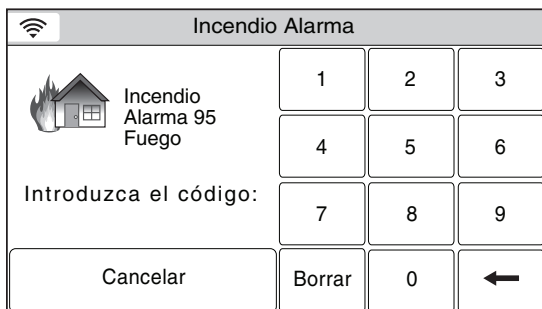 Incendio Alarma
Incendio
Alarma 95
Fuego
Introduzca el código:
1 2 3
4 5 6
7 8 9
Cancelar Borrar 0